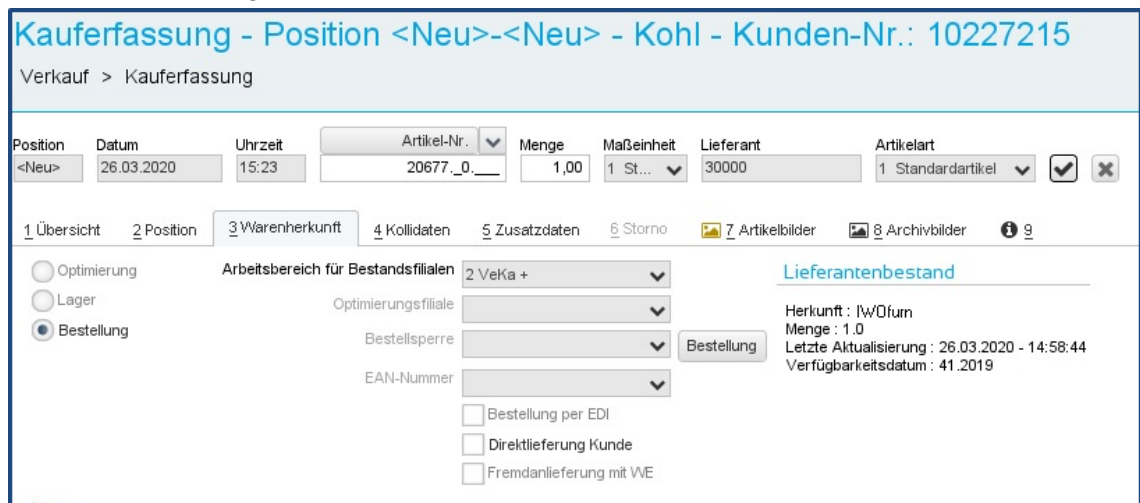 Kauferfassung - Position <Neu>-<Neu> - Kohl - Kunden-Nr.: 10227215
Verkauf > Kauferfassung
Position Datum Uhrzeit Artikel-Nr. Menge Maßeinheit Lieferant Artikelart
<Neu> 26.03.2020 15:23 20677._0.___ 1,00 1 St... 30000 1 Standardartikel
1 Übersicht 2 Position 3 Warenherkunft 4 Kollidaten 5 Zusatzdaten 6 Storno 7 Artikelbilder 8 Archivbilder 9
Optimierung
Lager
Bestellung
Arbeitsbereich für Bestandsfilialen 2 VeKa +
Optimierungsfiliale
Bestellsperre Bestellung
EAN-Nummer
Bestellung per EDI
Direktlieferung Kunde
Fremdanlieferung mit WE
Lieferantenbestand
Herkunft : IWOfurn
Menge : 1.0
Letzte Aktualisierung : 26.03.2020 - 14:58:44
Verfügbarkeitsdatum : 41.2019